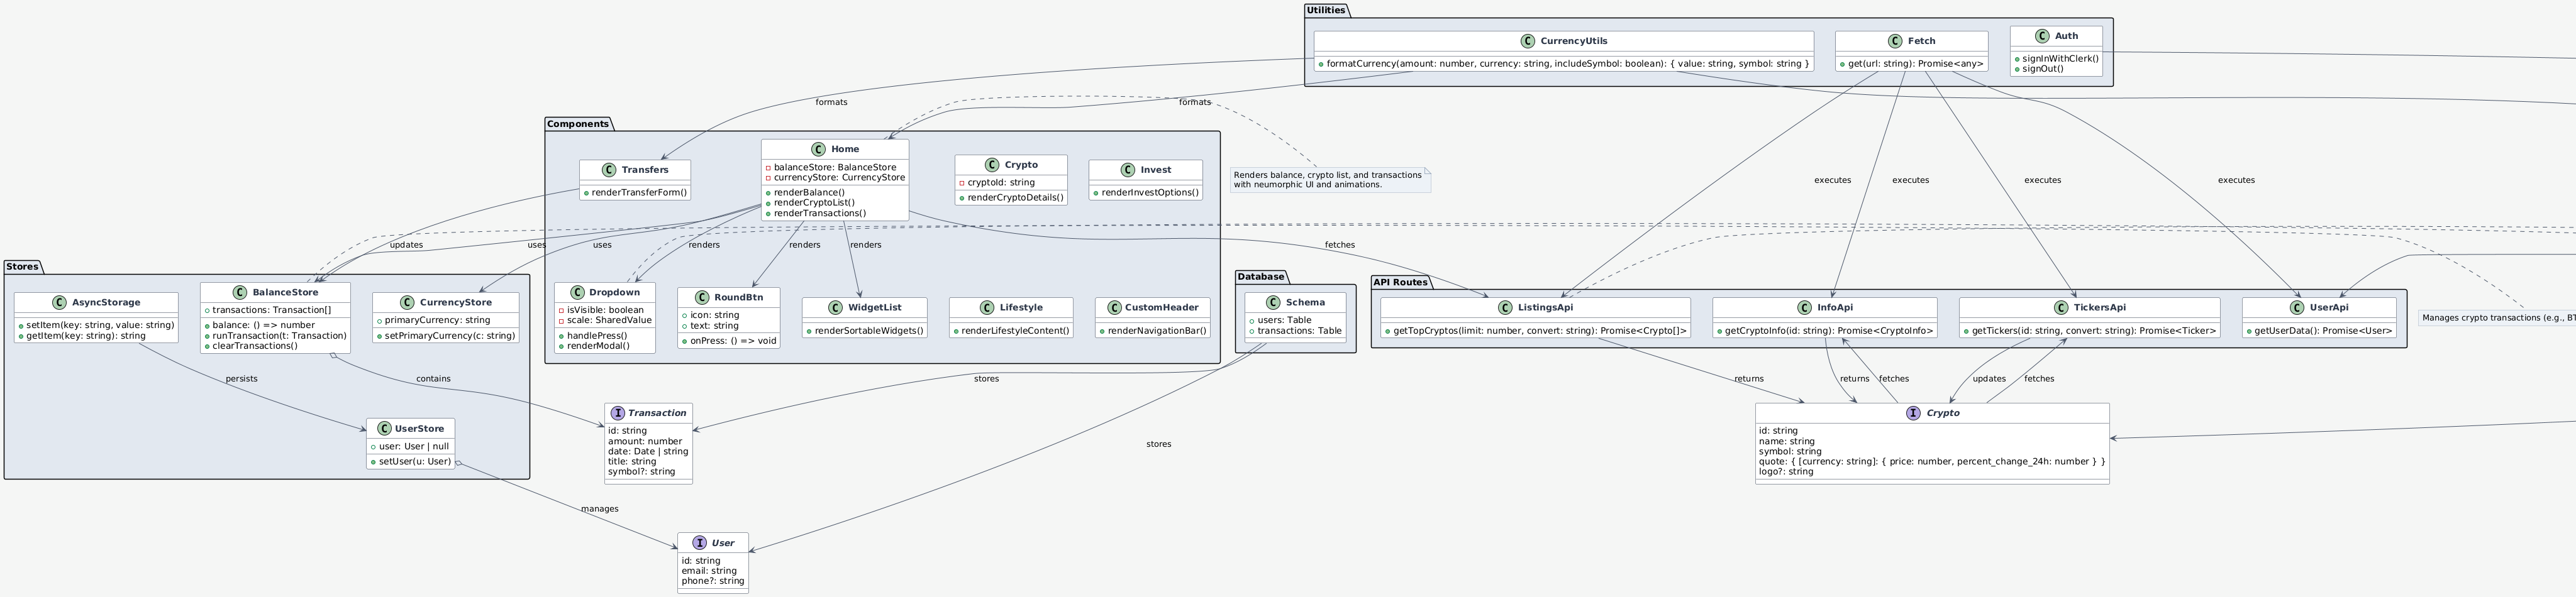 Utilities
C CurrencyUtils
formatCurrency(amount: number, currency: string, includeSymbol: boolean): { value: string, symbol: string }
C Fetch
get(url: string): Promise<any>
C Auth
signInWithClerk()
signOut()
formats
formats
Components
C Transfers
renderTransferForm()
C Home
balanceStore: BalanceStore
currencyStore: CurrencyStore
renderBalance()
renderCryptoList()
renderTransactions()
C Crypto
cryptoId: string
renderCryptoDetails()
C Invest
renderInvestOptions()
Renders balance, crypto list, and transactions
with neumorphic UI and animations.
executes
executes
executes
executes
updates
uses
uses
renders
renders
renders
fetches
Stores
C AsyncStorage
setItem(key: string, value: string)
getItem(key: string): string
C BalanceStore
transactions: Transaction[]
balance: () => number
runTransaction(t: Transaction)
clearTransactions()
C CurrencyStore
primaryCurrency: string
setPrimaryCurrency(c: string)
C Dropdown
isVisible: boolean
scale: SharedValue
handlePress()
renderModal()
C RoundBtn
icon: string
text: string
onPress: () => void
C WidgetList
renderSortableWidgets()
C Lifestyle
renderLifestyleContent()
C CustomHeader
renderNavigationBar()
Database
C Schema
users: Table
transactions: Table
API Routes
C ListingsApi
getTopCryptos(limit: number, convert: string): Promise<Crypto[]>
C InfoApi
getCryptoInfo(id: string): Promise<CryptoInfo>
C TickersApi
getTickers(id: string, convert: string): Promise<Ticker>
C UserApi
getUserData(): Promise<User>
Manages crypto transactions (e.g., BT
persists
contains
stores
returns
returns
fetches
updates
fetches
C UserStore
user: User | null
setUser(u: User)
I Transaction
id: string
amount: number
date: Date | string
title: string
symbol?: string
stores
I Crypto
id: string
name: string
symbol: string
quote: { [currency: string]: { price: number, percent_change_24h: number } }
logo?: string
manages
I User
id: string
email: string
phone?: string